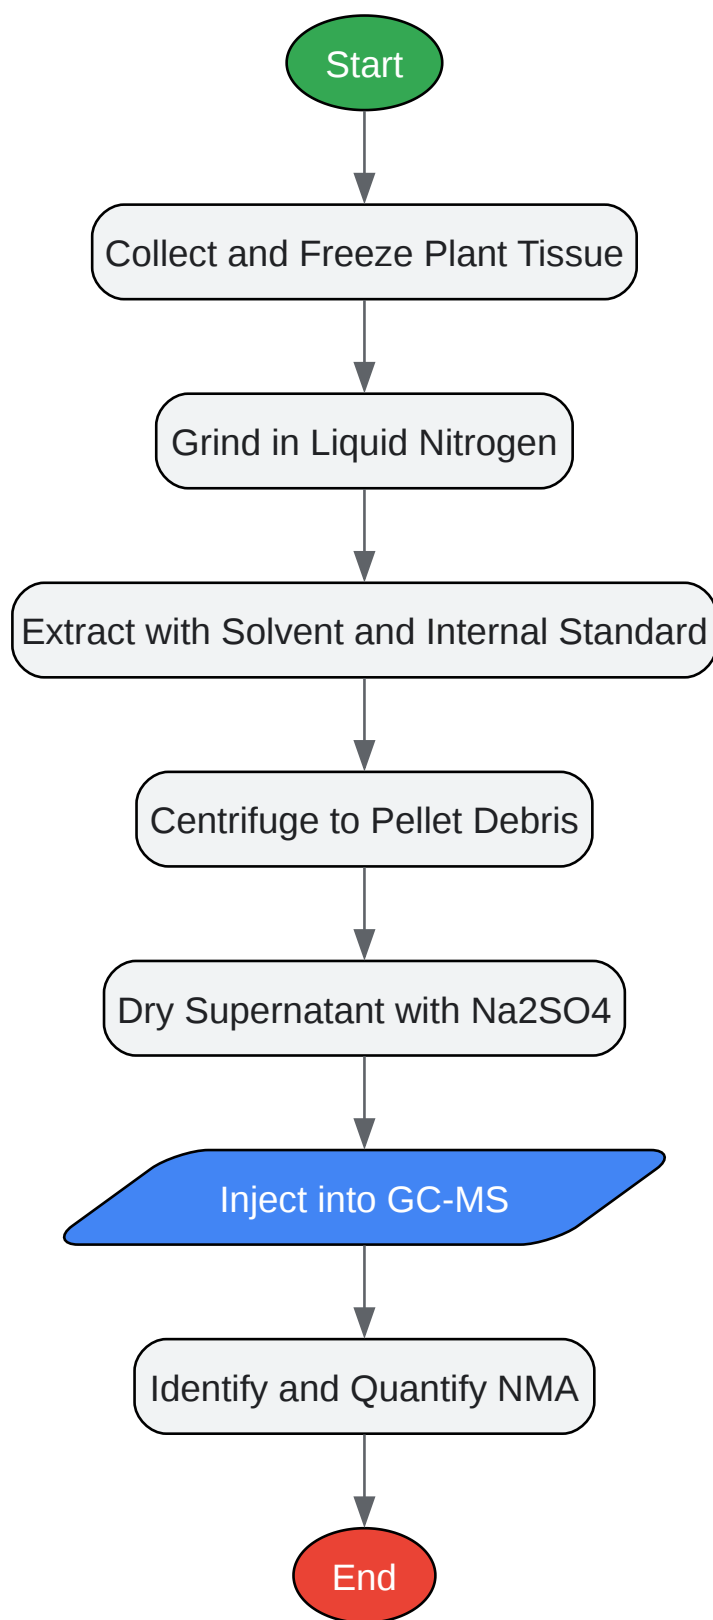 Start
Collect and Freeze Plant Tissue
Grind in Liquid Nitrogen
Extract with Solvent and Internal Standard
Centrifuge to Pellet Debris
Dry Supernatant with Na2SO4
Inject into GC-MS
Identify and Quantify NMA
End